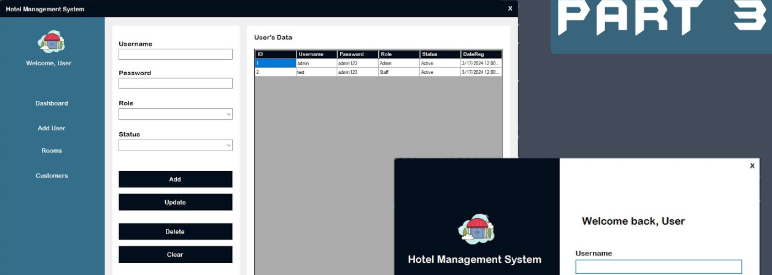 Hotel Management System X
PART 3
Welcome, User
Dashboard
Add User
Rooms
Customers
Username
Password
Role
Status
Add
Update
Delete
Clear
User's Data
ID Username Password Role Status DateReg
1 admin admin123 Admin Active 3/17/2024 12:00...
2 test admin123 Staff Active 3/17/2024 12:00...
X
Hotel Management System
Welcome back, User
Username